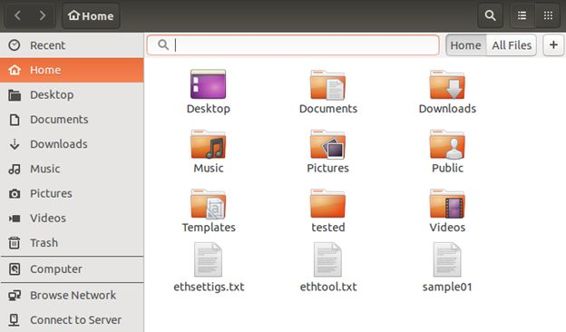 Home
Recent
Home
Desktop
Documents
Downloads
Music
Pictures
Videos
Trash
Computer
Browse Network
Connect to Server
Home All Files
Desktop Documents Downloads
Music Pictures Public
Templates tested Videos
ethsettigs.txt ethtool.txt sample01